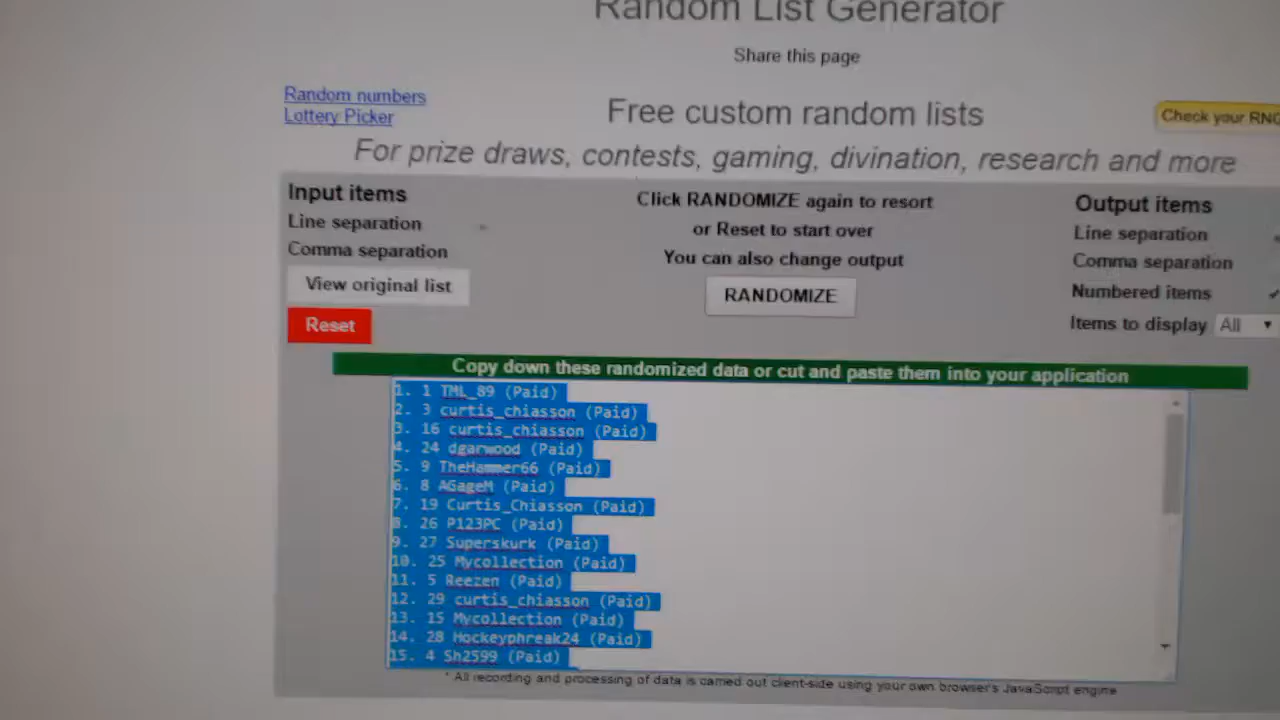 Random List Generator
Share this page
Random numbers
Lottery Picker
Free custom random lists
Check your RNG
For prize draws, contests, gaming, divination, research and more
Input items
Line separation
Comma separation
View original list
Reset
Click RANDOMIZE again to resort
or Reset to start over
You can also change output
RANDOMIZE
Output items
Line separation
Comma separation
Numbered items
Items to display All
Copy down these randomized data or cut and paste them into your application
1. 1 TML_89 (Paid)
2. 3 curtis_chiasson (Paid)
3. 16 curtis_chiasson (Paid)
4. 24 dgarwood (Paid)
5. 9 TheHammer66 (Paid)
6. 8 AGageM (Paid)
7. 19 Curtis_Chiasson (Paid)
8. 26 P123PC (Paid)
9. 27 Superskurk (Paid)
10. 25 Mycollection (Paid)
11. 5 Reezen (Paid)
12. 29 curtis_chiasson (Paid)
13. 15 Mycollection (Paid)
14. 28 Hockeyphreak24 (Paid)
15. 4 Sh2599 (Paid)
* All recording and processing of data is carried out client-side using your own browser's JavaScript engine